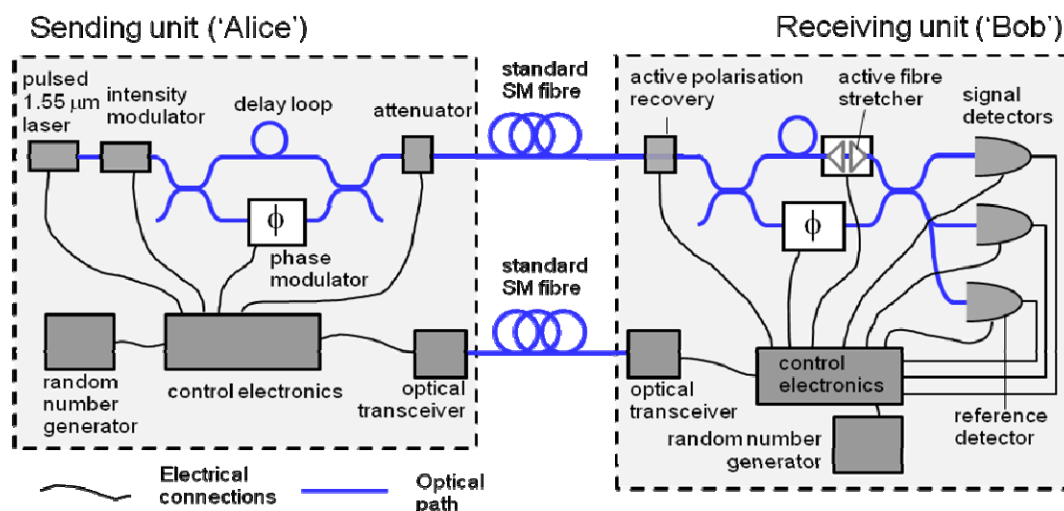 Sending unit ('Alice')
Receiving unit ('Bob')
pulsed
1.55 μm
laser
intensity
modulator
delay loop
attenuator
standard
SM fibre
active polarisation
recovery
active fibre
stretcher
signal
detectors
ϕ
phase
modulator
ϕ
standard
SM fibre
random
number
generator
control electronics
optical
transceiver
optical
transceiver
control
electronics
random number
generator
reference
detector
Electrical
connections
Optical
path